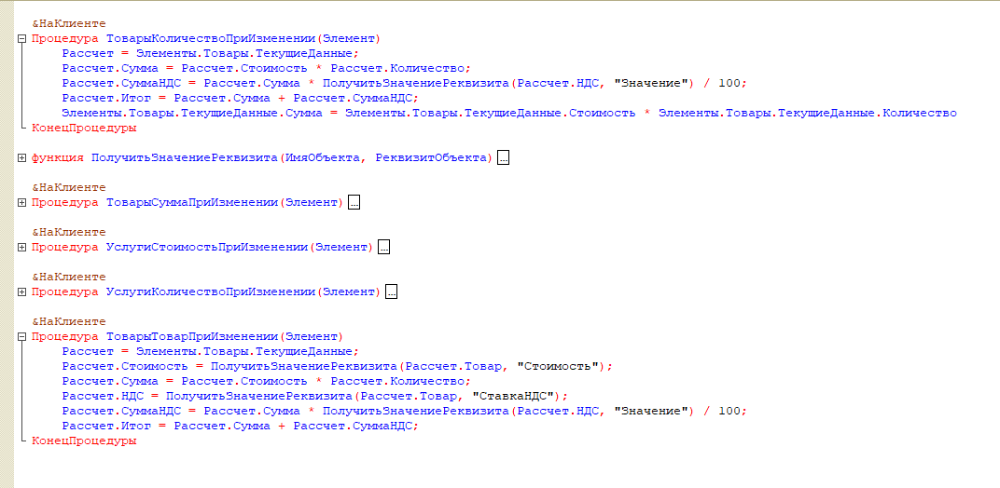 &НаКлиенте
Процедура ТоварыКоличествоПриИзменении(Элемент)
Рассчет = Элементы.Товары.ТекущиеДанные;
Рассчет.Сумма = Рассчет.Стоимость * Рассчет.Количество;
Рассчет.СуммаНДС = Рассчет.Сумма * ПолучитьЗначениеРеквизита(Рассчет.НДС, "Значение") / 100;
Рассчет.Итог = Рассчет.Сумма + Рассчет.СуммаНДС;
Элементы.Товары.ТекущиеДанные.Сумма = Элементы.Товары.ТекущиеДанные.Стоимость * Элементы.Товары.ТекущиеДанные.Количество
КонецПроцедуры
функция ПолучитьЗначениеРеквизита(ИмяОбъекта, РеквизитОбъекта) ...
&НаКлиенте
Процедура ТоварыСуммаПриИзменении(Элемент) ...
&НаКлиенте
Процедура УслугиСтоимостьПриИзменении(Элемент) ...
&НаКлиенте
Процедура УслугиКоличествоПриИзменении(Элемент) ...
&НаКлиенте
Процедура ТоварыТоварПриИзменении(Элемент)
Рассчет = Элементы.Товары.ТекущиеДанные;
Рассчет.Стоимость = ПолучитьЗначениеРеквизита(Рассчет.Товар, "Стоимость");
Рассчет.Сумма = Рассчет.Стоимость * Рассчет.Количество;
Рассчет.НДС = ПолучитьЗначениеРеквизита(Рассчет.Товар, "СтавкаНДС");
Рассчет.СуммаНДС = Рассчет.Сумма * ПолучитьЗначениеРеквизита(Рассчет.НДС, "Значение") / 100;
Рассчет.Итог = Рассчет.Сумма + Рассчет.СуммаНДС;
КонецПроцедуры